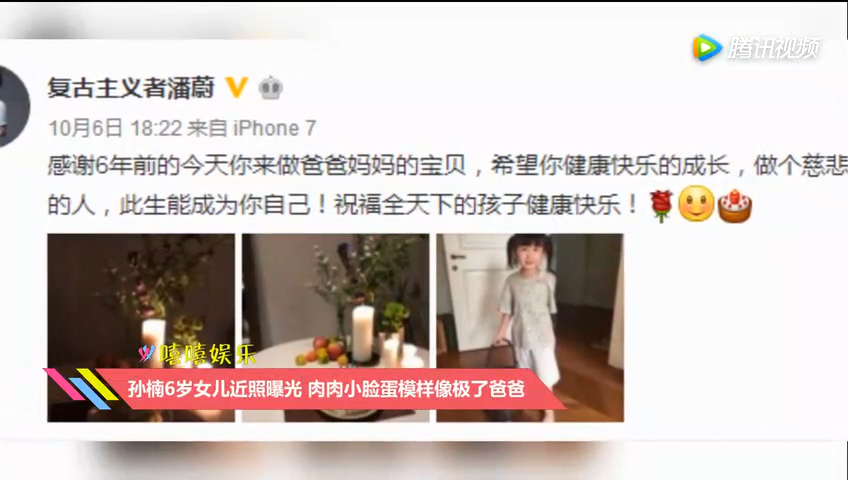 腾讯视频
复古主义者潘蔚
10月6日 18:22 来自 iPhone 7
感谢6年前的今天你来做爸爸妈妈的宝贝，希望你健康快乐的成长，做个慈悲
的人，此生能成为你自己！祝福全天下的孩子健康快乐！
嘻嘻娱乐
孙楠6岁女儿近照曝光 肉肉小脸蛋模样像极了爸爸